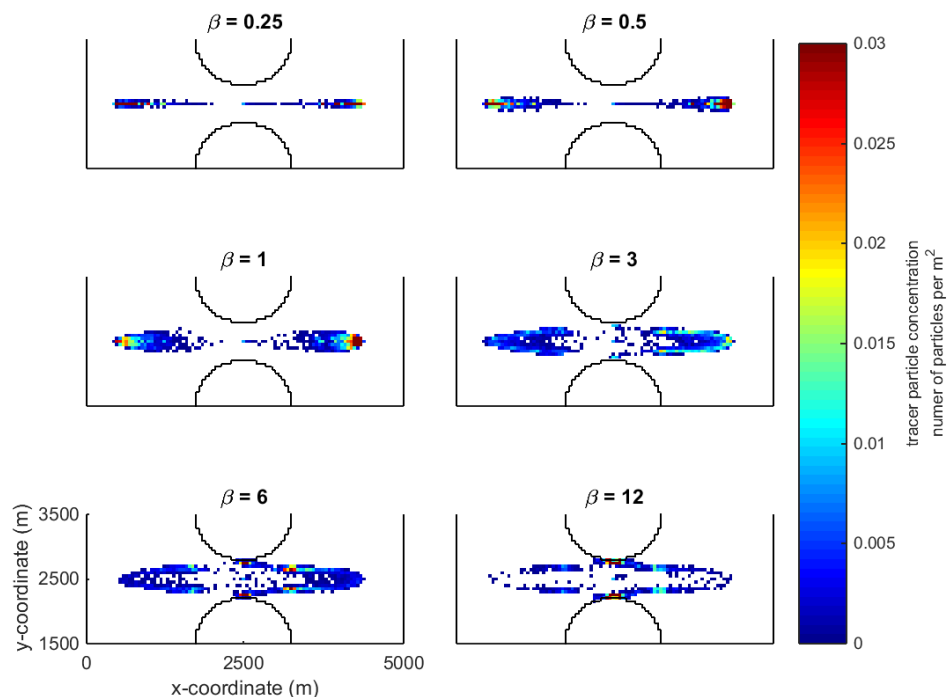 β = 0.25
β = 0.5
β = 1
β = 3
β = 6
β = 12
3500
2500
1500
y-coordinate (m)
0
2500
5000
x-coordinate (m)
0.03
0.025
0.02
0.015
0.01
0.005
0
tracer particle concentration
numer of particles per m²